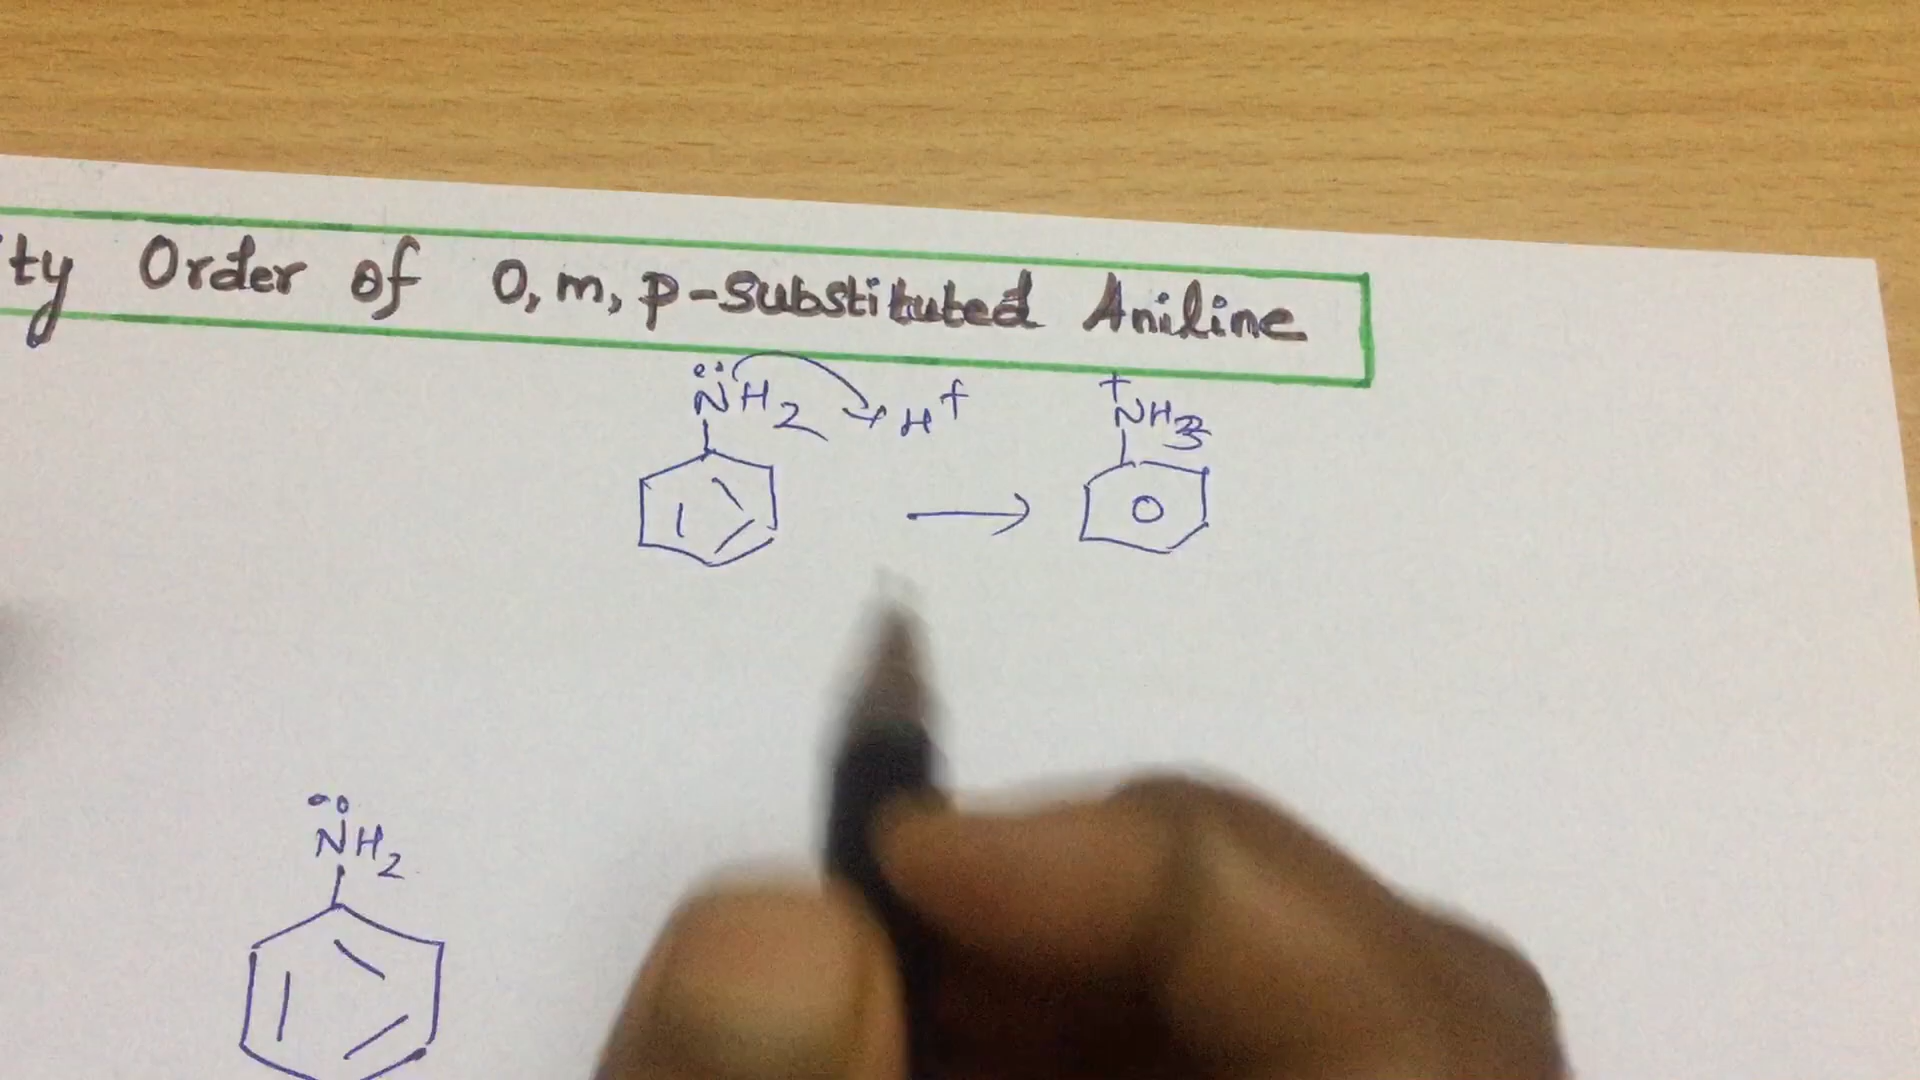 ty Order of O, m, p-Substituted Aniline
NH2 H+ +NH3
NH2